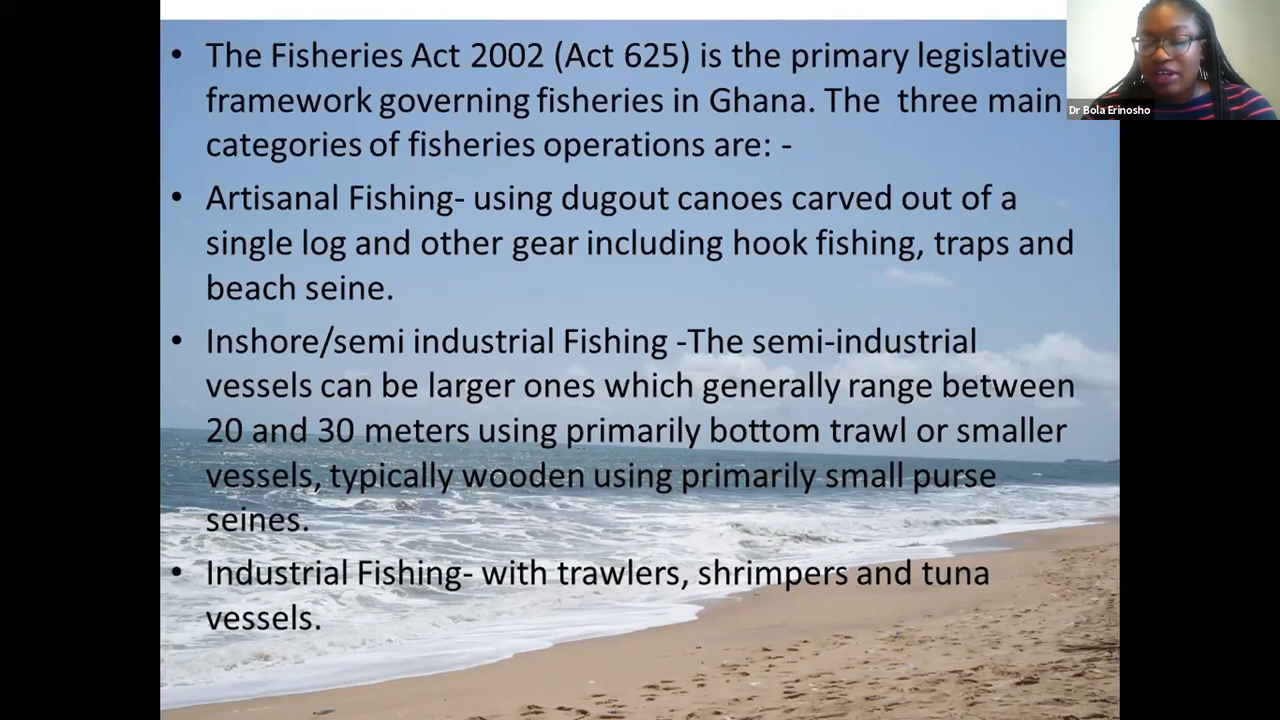 • The Fisheries Act 2002 (Act 625) is the primary legislative
framework governing fisheries in Ghana. The three main
categories of fisheries operations are: -
• Artisanal Fishing- using dugout canoes carved out of a
single log and other gear including hook fishing, traps and
beach seine.
• Inshore/semi industrial Fishing -The semi-industrial
vessels can be larger ones which generally range between
20 and 30 meters using primarily bottom trawl or smaller
vessels, typically wooden using primarily small purse
seines.
• Industrial Fishing- with trawlers, shrimpers and tuna
vessels.
Dr Bola Erinosho